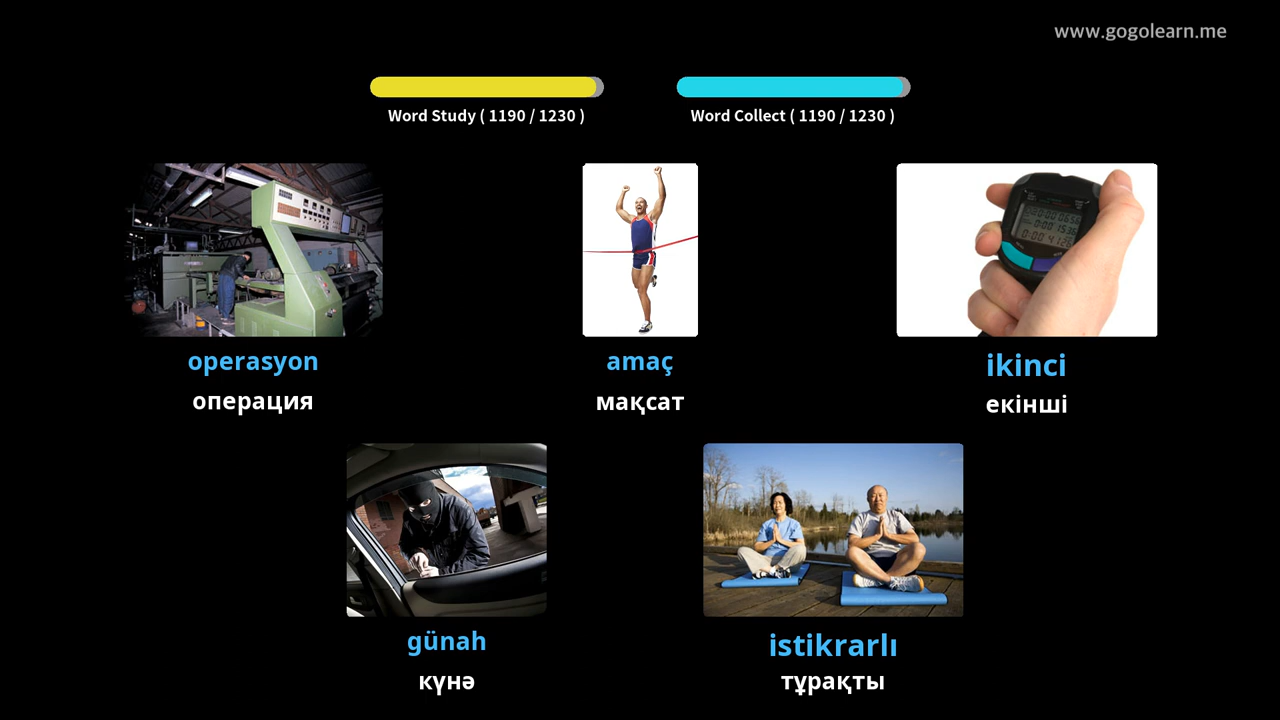 www.gogolearn.me
Word Study ( 1190 / 1230 )
Word Collect ( 1190 / 1230 )
operasyon
операция
amaç
мақсат
ikinci
екінші
günah
күнә
istikrarlı
тұрақты